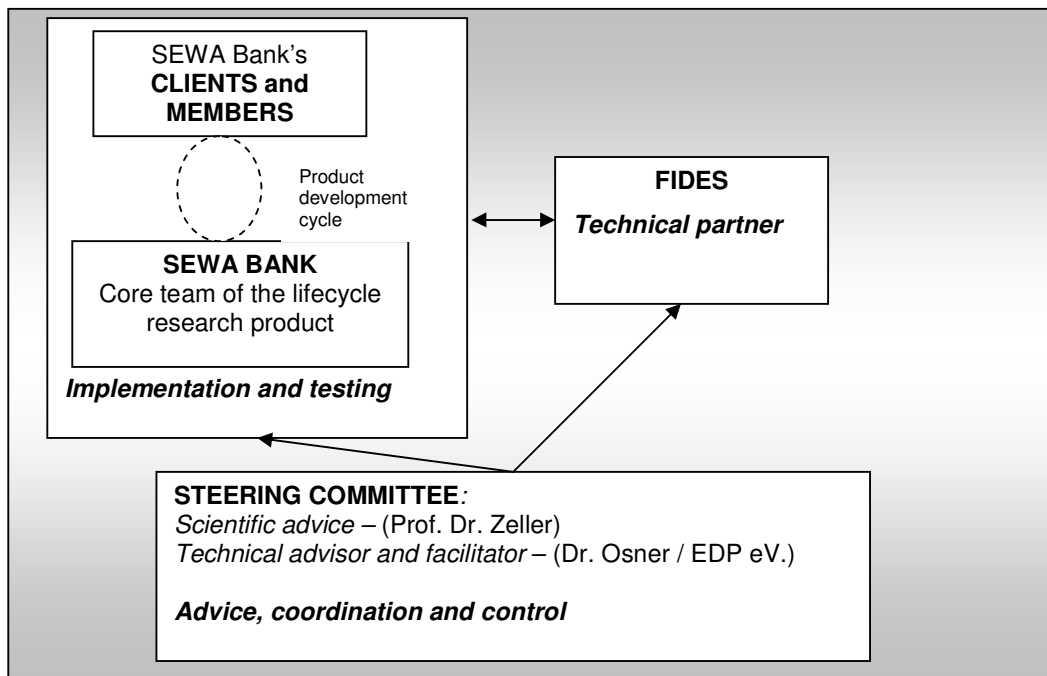 SEWA Bank's
CLIENTS and
MEMBERS
Product
development
cycle
SEWA BANK
Core team of the lifecycle
research product
Implementation and testing
FIDES
Technical partner
STEERING COMMITTEE:
Scientific advice – (Prof. Dr. Zeller)
Technical advisor and facilitator – (Dr. Osner / EDP eV.)
Advice, coordination and control